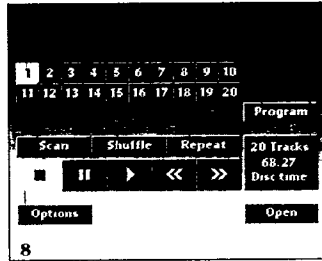 1 2 3 4 5 6 7 8 9 10
11 12 13 14 15 16 17 18 19 20
Program
Scan Shuffle Repeat
20 Tracks
68.27
Disc time
Options Open
8